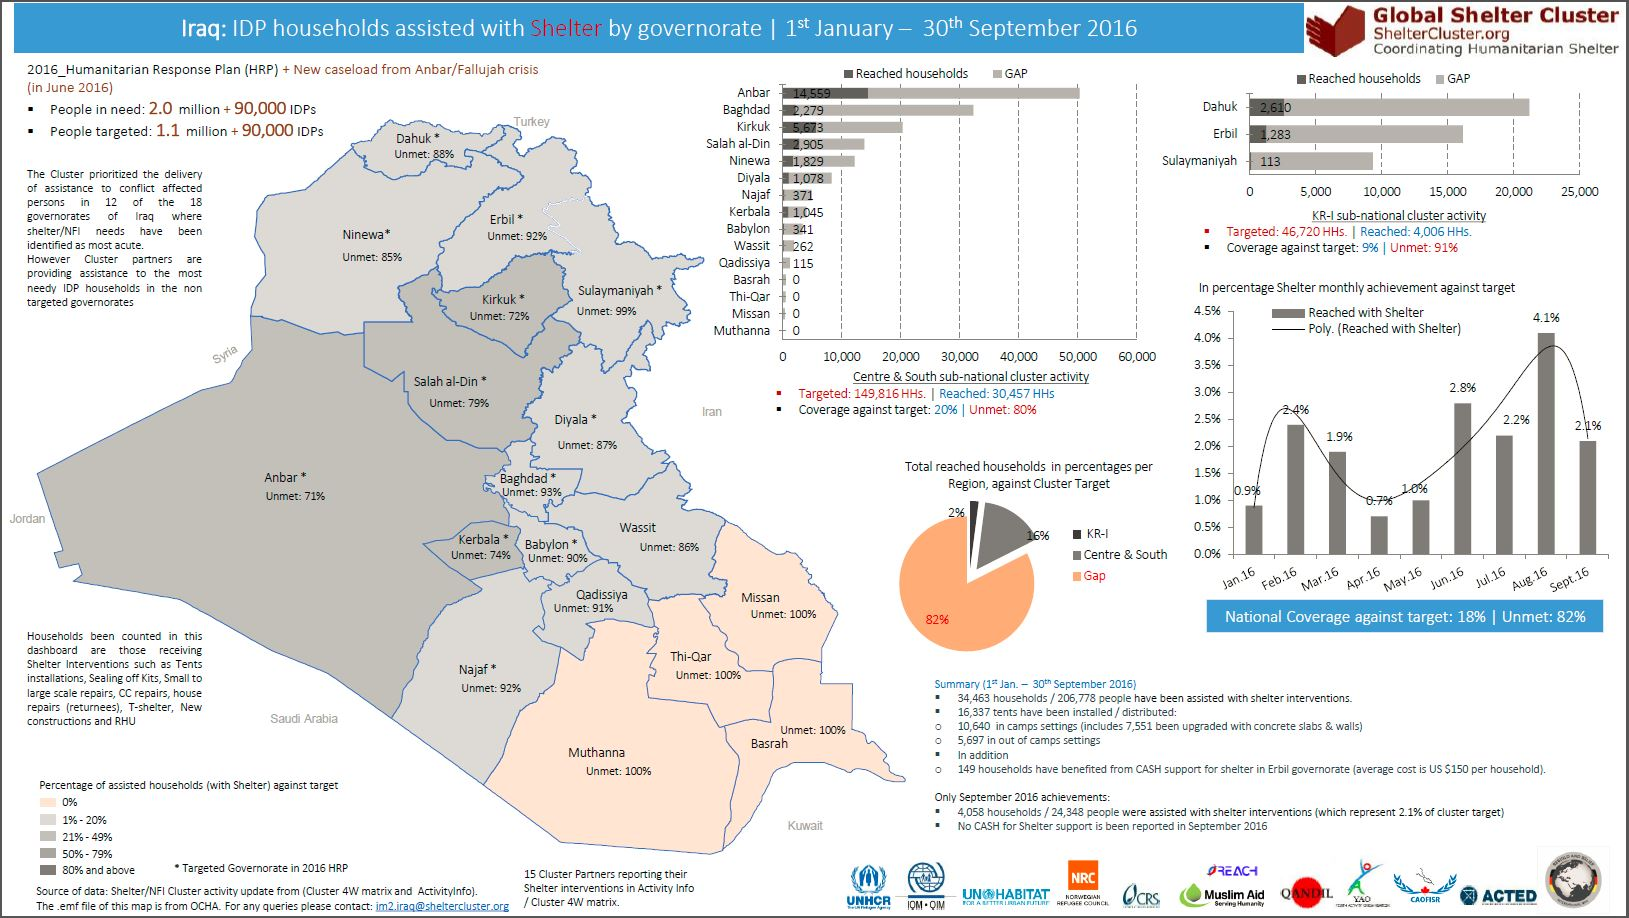 Iraq: IDP households assisted with Shelter by governorate | 1st January – 30th September 2016
Global Shelter Cluster
ShelterCluster.org
Coordinating Humanitarian Shelter
2016_Humanitarian Response Plan (HRP) + New caseload from Anbar/Fallujah crisis
(in June 2016)
▪ People in need: 2.0 million + 90,000 IDPs
▪ People targeted: 1.1 million + 90,000 IDPs
The Cluster prioritized the delivery
of assistance to conflict affected
persons in 12 of the 18
governorates of Iraq where
shelter/NFI needs have been
identified as most acute.
However Cluster partners are
providing assistance to the most
needy IDP households in the non
targeted governorates
Turkey
Dahuk *
Unmet: 88%
Erbil *
Unmet: 92%
Ninewa*
Unmet: 85%
Kirkuk *
Unmet: 72%
Sulaymaniyah *
Unmet: 99%
Syria
Salah al-Din *
Unmet: 79%
Iran
Diyala *
Unmet: 87%
Anbar *
Unmet: 71%
Baghdad *
Unmet: 93%
Jordan
Wassit
Unmet: 86%
Kerbala *
Unmet: 74%
Babylon *
Unmet: 90%
Qadissiya
Unmet: 91%
Missan
Unmet: 100%
Najaf *
Unmet: 92%
Thi-Qar
Unmet: 100%
Saudi Arabia
Unmet: 100%
Basrah
Muthanna
Unmet: 100%
Kuwait
Households been counted in this
dashboard are those receiving
Shelter Interventions such as Tents
installations, Sealing off Kits, Small to
large scale repairs, CC repairs, house
repairs (returnees), T-shelter, New
constructions and RHU
Percentage of assisted households (with Shelter) against target
0%
1% - 20%
21% - 49%
50% - 79%
80% and above
* Targeted Governorate in 2016 HRP
Source of data: Shelter/NFI Cluster activity update from (Cluster 4W matrix and ActivityInfo).
The .emf file of this map is from OCHA. For any queries please contact: im2.iraq@sheltercluster.org
15 Cluster Partners reporting their
Shelter interventions in Activity Info
/ Cluster 4W matrix.
Reached households GAP
Anbar 14,559
Baghdad 2,279
Kirkuk 5,673
Salah al-Din 2,905
Ninewa 1,829
Diyala 1,078
Najaf 371
Kerbala 1,045
Babylon 341
Wassit 262
Qadissiya 115
Basrah 0
Thi-Qar 0
Missan 0
Muthanna 0
0 10,000 20,000 30,000 40,000 50,000 60,000
Centre & South sub-national cluster activity
▪ Targeted: 149,816 HHs. | Reached: 30,457 HHs
▪ Coverage against target: 20% | Unmet: 80%
Reached households GAP
Dahuk 2,610
Erbil 1,283
Sulaymaniyah 113
0 5,000 10,000 15,000 20,000 25,000
KR-I sub-national cluster activity
▪ Targeted: 46,720 HHs. | Reached: 4,006 HHs.
▪ Coverage against target: 9% | Unmet: 91%
Total reached households in percentages per
Region, against Cluster Target
2%
16%
82%
KR-I
Centre & South
Gap
In percentage Shelter monthly achievement against target
Reached with Shelter
Poly. (Reached with Shelter)
4.5%
4.0%
3.5%
3.0%
2.5%
2.0%
1.5%
1.0%
0.5%
0.0%
0.9% 2.4% 1.9% 0.7% 1.0% 2.8% 2.2% 4.1% 2.1%
Jan.16 Feb.16 Mar.16 Apr.16 May.16 Jun.16 Jul.16 Aug.16 Sept.16
National Coverage against target: 18% | Unmet: 82%
Summary (1st Jan. – 30th September 2016)
▪ 34,463 households / 206,778 people have been assisted with shelter interventions.
▪ 16,337 tents have been installed / distributed:
o 10,640 in camps settings (includes 7,551 been upgraded with concrete slabs & walls)
o 5,697 in out of camps settings
▪ In addition
o 149 households have benefited from CASH support for shelter in Erbil governorate (average cost is US $150 per household).
Only September 2016 achievements:
▪ 4,058 households / 24,348 people were assisted with shelter interventions (which represent 2.1% of cluster target)
▪ No CASH for Shelter support is been reported in September 2016
UNHCR
The UN Refugee Agency
IOM • OIM
UN HABITAT
FOR A BETTER URBAN FUTURE
NRC
NORWEGIAN
REFUGEE COUNCIL
CRS
REACH
Muslim Aid
Serving Humanity
QANDIL
YAO
CAOFISR
ACTED